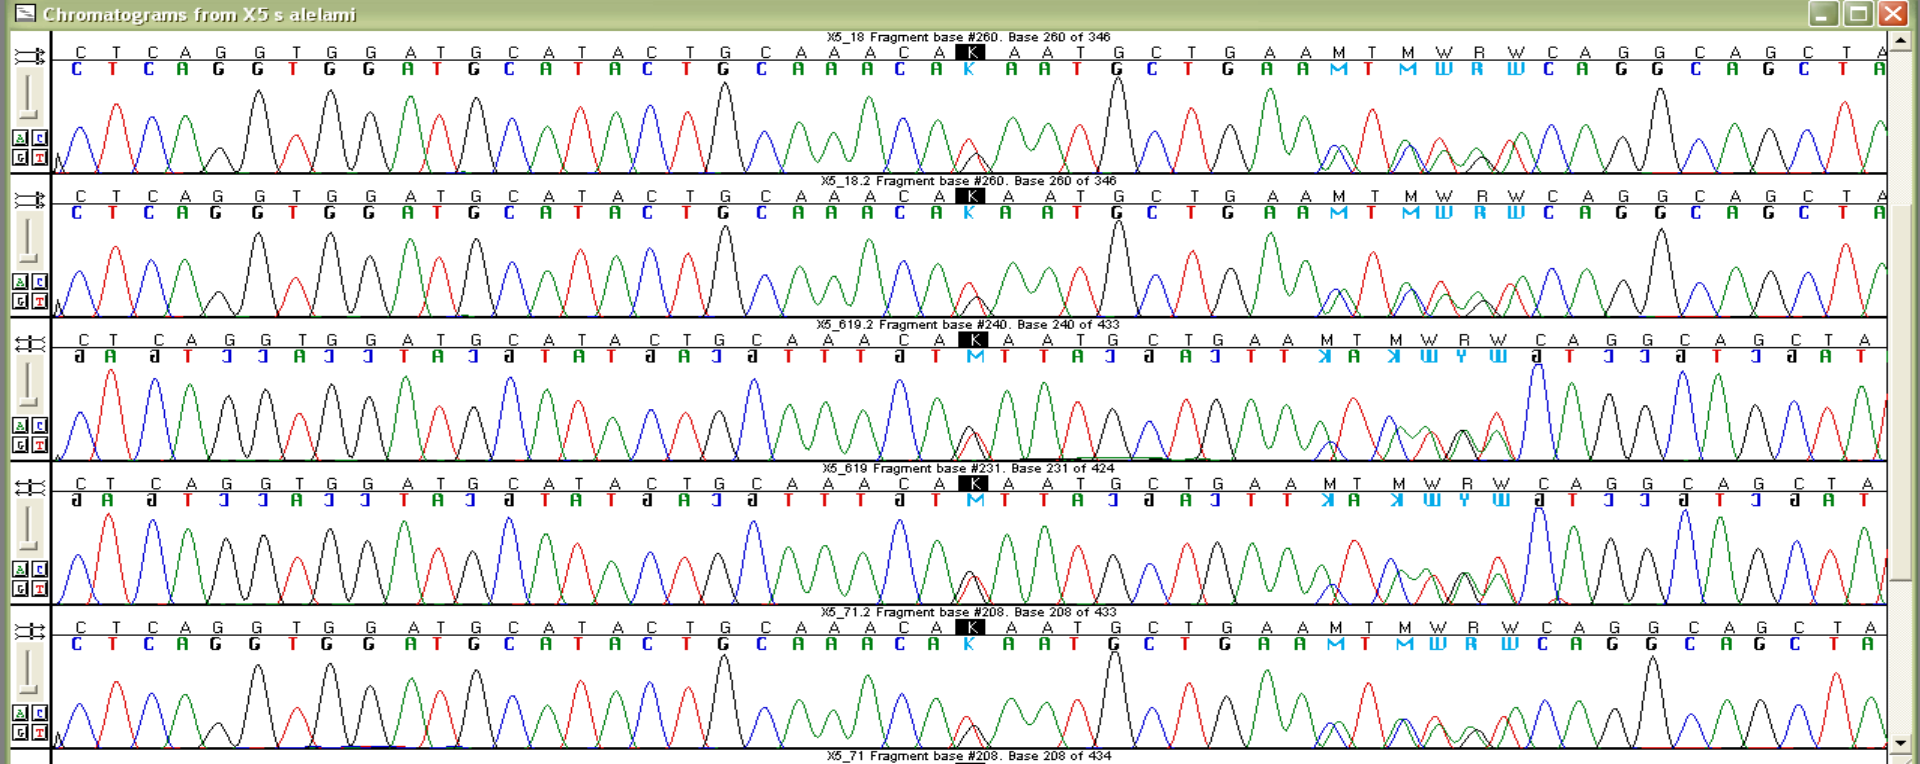 Chromatograms from X5 s alelami
X5_18 Fragment base #260. Base 260 of 346
C T C A G G T G G A T G C A T A C T G C A A A C A K A A T G C T G A A M T M W R W C A G G C A G C T A
C T C A G G T G G A T G C A T A C T G C A A A C A K A A T G C T G A A M T M W R W C A G G C A G C T A
A C
G T
X5_18.2 Fragment base #260. Base 260 of 346
C T C A G G T G G A T G C A T A C T G C A A A C A K A A T G C T G A A M T M W R W C A G G C A G C T A
C T C A G G T G G A T G C A T A C T G C A A A C A K A A T G C T G A A M T M W R W C A G G C A G C T A
A C
G T
X5_619.2 Fragment base #240. Base 240 of 433
C T C A G G T G G A T G C A T A C T G C A A A C A K A A T G C T G A A M T M W R W C A G G C A G C T A
G A G T C C A C C T A C G T A T G A C G T T T G T M T T A C G A C T T K A K W Y W G T C C G T C G A T
A C
G T
X5_619 Fragment base #231. Base 231 of 424
C T C A G G T G G A T G C A T A C T G C A A A C A K A A T G C T G A A M T M W R W C A G G C A G C T A
G A G T C C A C C T A C G T A T G A C G T T T G T M T T A C G A C T T K A K W Y W G T C C G T C G A T
A C
G T
X5_71.2 Fragment base #208. Base 208 of 433
C T C A G G T G G A T G C A T A C T G C A A A C A K A A T G C T G A A M T M W R W C A G G C A G C T A
C T C A G G T G G A T G C A T A C T G C A A A C A K A A T G C T G A A M T M W R W C A G G C A G C T A
A C
G T
X5_71 Fragment base #208. Base 208 of 434